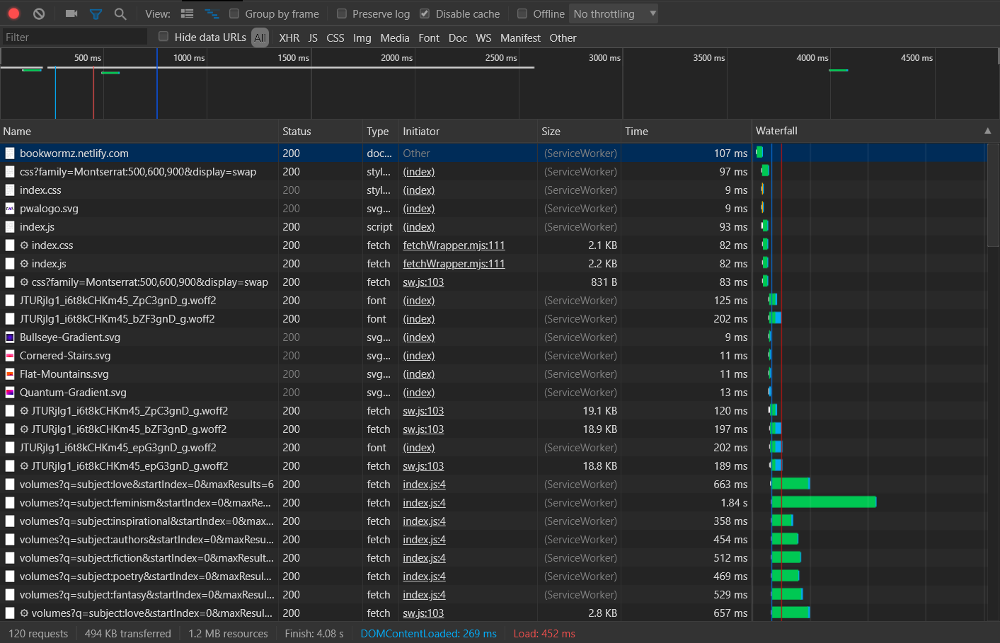 View: Group by frame Preserve log Disable cache Offline No throttling
Filter Hide data URLs All XHR JS CSS Img Media Font Doc WS Manifest Other
500 ms 1000 ms 1500 ms 2000 ms 2500 ms 3000 ms 3500 ms 4000 ms 4500 ms
Name Status Type Initiator Size Time Waterfall
bookwormz.netlify.com 200 doc... Other (ServiceWorker) 107 ms
css?family=Montserrat:500,600,900&display=swap 200 styl... (index) (ServiceWorker) 97 ms
index.css 200 styl... (index) (ServiceWorker) 9 ms
pwalogo.svg 200 svg... (index) (ServiceWorker) 9 ms
index.js 200 script (index) (ServiceWorker) 93 ms
index.css 200 fetch fetchWrapper.mjs:111 2.1 KB 82 ms
index.js 200 fetch fetchWrapper.mjs:111 2.2 KB 82 ms
css?family=Montserrat:500,600,900&display=swap 200 fetch sw.js:103 831 B 83 ms
JTURjIg1_i6t8kCHKm45_ZpC3gnD_g.woff2 200 font (index) (ServiceWorker) 125 ms
JTURjIg1_i6t8kCHKm45_bZF3gnD_g.woff2 200 font (index) (ServiceWorker) 202 ms
Bullseye-Gradient.svg 200 svg... (index) (ServiceWorker) 9 ms
Cornered-Stairs.svg 200 svg... (index) (ServiceWorker) 11 ms
Flat-Mountains.svg 200 svg... (index) (ServiceWorker) 11 ms
Quantum-Gradient.svg 200 svg... (index) (ServiceWorker) 13 ms
JTURjIg1_i6t8kCHKm45_ZpC3gnD_g.woff2 200 fetch sw.js:103 19.1 KB 120 ms
JTURjIg1_i6t8kCHKm45_bZF3gnD_g.woff2 200 fetch sw.js:103 18.9 KB 197 ms
JTURjIg1_i6t8kCHKm45_epG3gnD_g.woff2 200 font (index) (ServiceWorker) 202 ms
JTURjIg1_i6t8kCHKm45_epG3gnD_g.woff2 200 fetch sw.js:103 18.8 KB 189 ms
volumes?q=subject:love&startIndex=0&maxResults=6 200 fetch index.js:4 (ServiceWorker) 663 ms
volumes?q=subject:feminism&startIndex=0&maxRe... 200 fetch index.js:4 (ServiceWorker) 1.84 s
volumes?q=subject:inspirational&startIndex=0&max... 200 fetch index.js:4 (ServiceWorker) 358 ms
volumes?q=subject:authors&startIndex=0&maxResu... 200 fetch index.js:4 (ServiceWorker) 454 ms
volumes?q=subject:fiction&startIndex=0&maxResult... 200 fetch index.js:4 (ServiceWorker) 512 ms
volumes?q=subject:poetry&startIndex=0&maxResul... 200 fetch index.js:4 (ServiceWorker) 469 ms
volumes?q=subject:fantasy&startIndex=0&maxResul... 200 fetch index.js:4 (ServiceWorker) 529 ms
volumes?q=subject:love&startIndex=0&maxResul... 200 fetch sw.js:103 2.8 KB 657 ms
120 requests 494 KB transferred 1.2 MB resources Finish: 4.08 s DOMContentLoaded: 269 ms Load: 452 ms